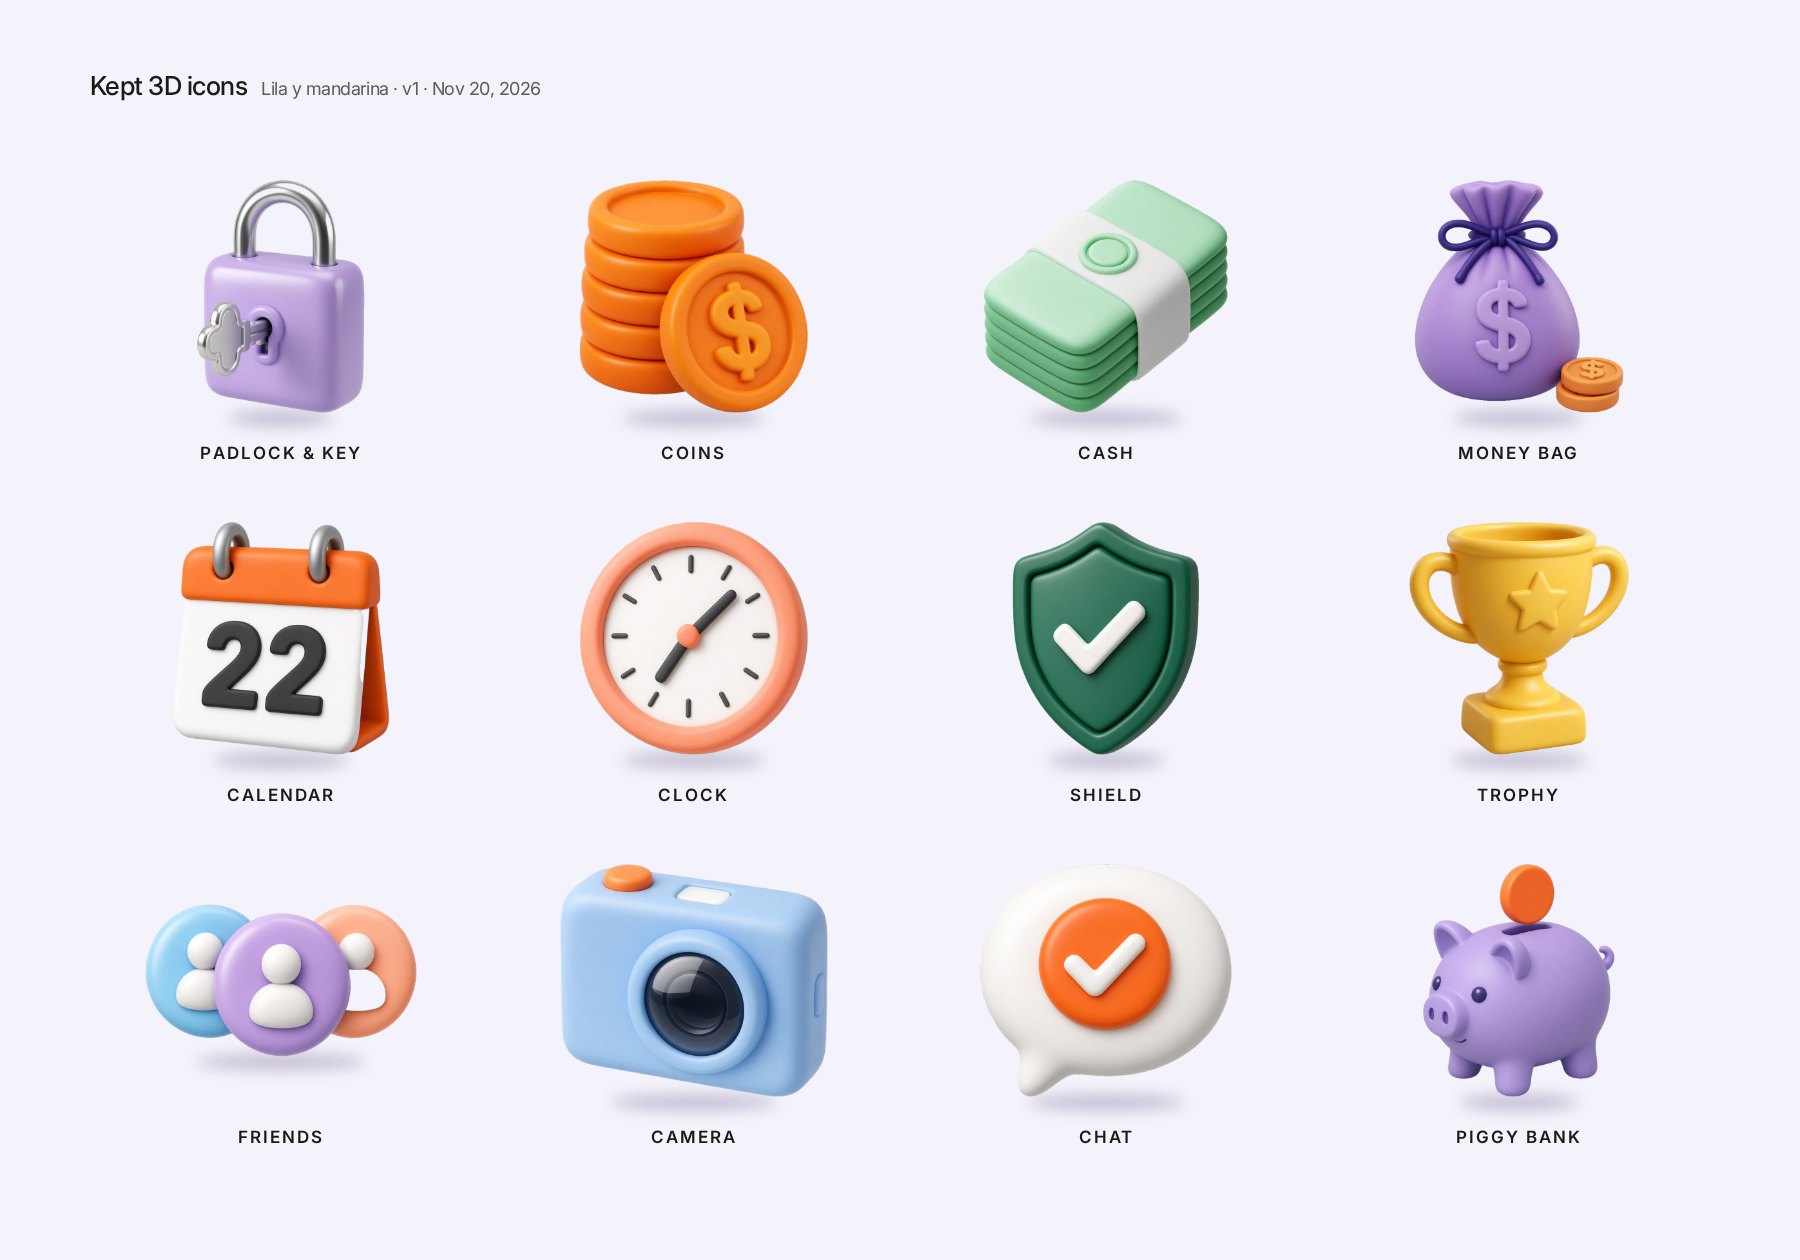 Kept 3D icons Lila y mandarina · v1 · Nov 20, 2026
$
$
$
PADLOCK & KEY
COINS
CASH
MONEY BAG
22
CALENDAR
CLOCK
SHIELD
TROPHY
FRIENDS
CAMERA
CHAT
PIGGY BANK